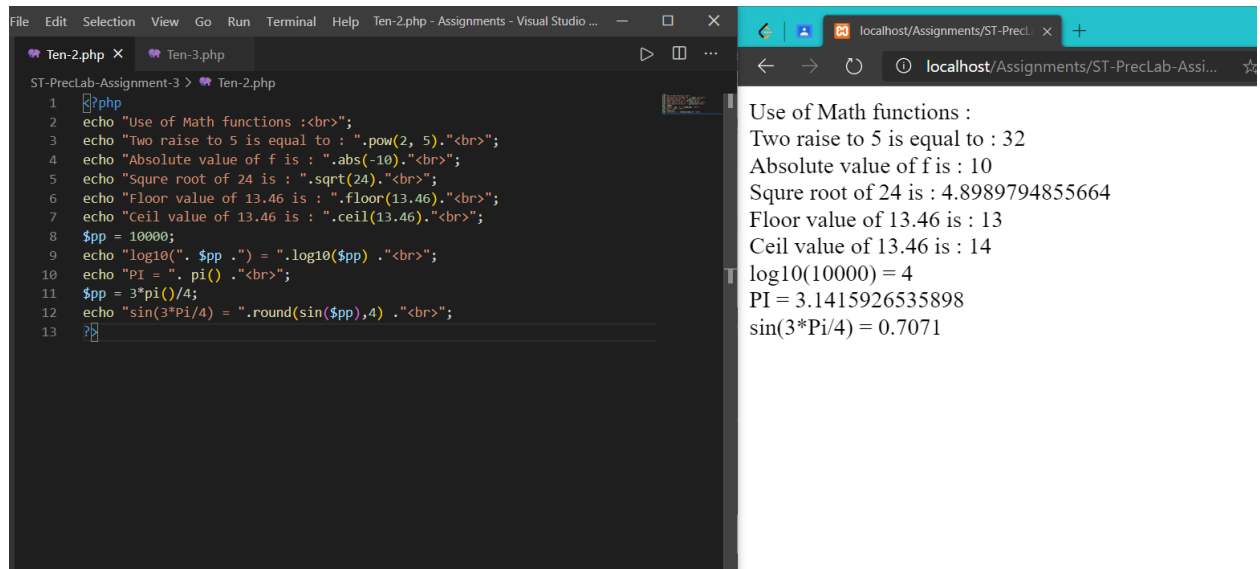 File Edit Selection View Go Run Terminal Help Ten-2.php - Assignments - Visual Studio ...
Ten-2.php Ten-3.php
ST-PrecLab-Assignment-3 > Ten-2.php
1 <?php
2 echo "Use of Math functions :<br>";
3 echo "Two raise to 5 is equal to : ".pow(2, 5)."<br>";
4 echo "Absolute value of f is : ".abs(-10)."<br>";
5 echo "Squre root of 24 is : ".sqrt(24)."<br>";
6 echo "Floor value of 13.46 is : ".floor(13.46)."<br>";
7 echo "Ceil value of 13.46 is : ".ceil(13.46)."<br>";
8 $pp = 10000;
9 echo "log10(". $pp .") = ".log10($pp) ."<br>";
10 echo "PI = ". pi() ."<br>";
11 $pp = 3*pi()/4;
12 echo "sin(3*Pi/4) = ".round(sin($pp),4) ."<br>";
13 ?>
localhost/Assignments/ST-PrecL
localhost/Assignments/ST-PrecLab-Assi...
Use of Math functions :
Two raise to 5 is equal to : 32
Absolute value of f is : 10
Squre root of 24 is : 4.8989794855664
Floor value of 13.46 is : 13
Ceil value of 13.46 is : 14
log10(10000) = 4
PI = 3.1415926535898
sin(3*Pi/4) = 0.7071